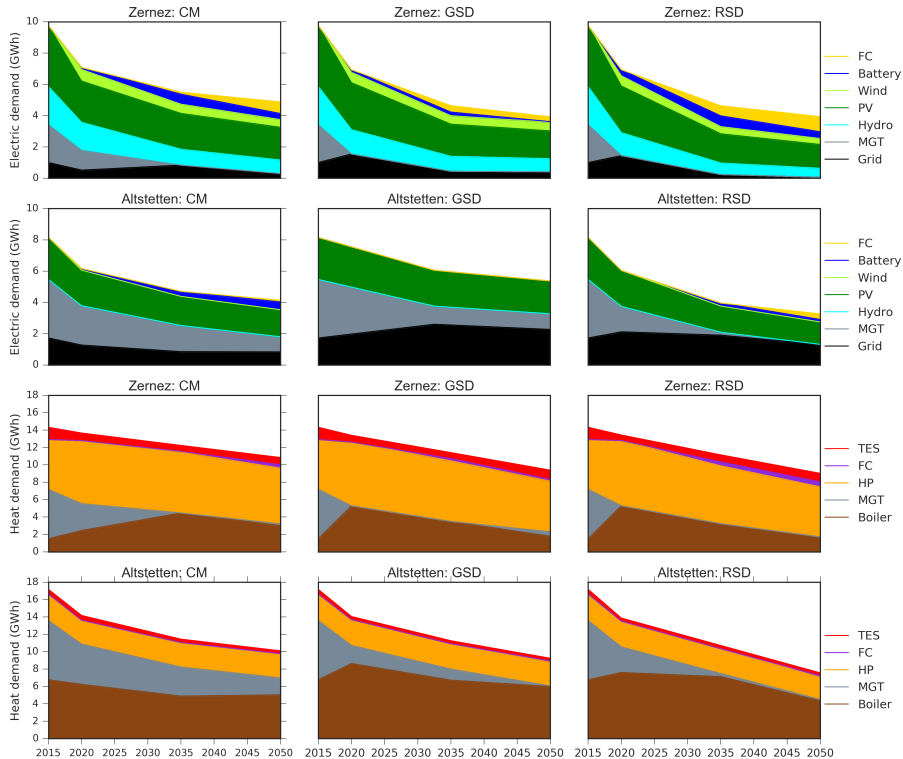 Zernez: CM
Zernez: GSD
Zernez: RSD
Electric demand (GWh)
10
8
6
4
2
0
FC
Battery
Wind
PV
Hydro
MGT
Grid
Altstetten: CM
Altstetten: GSD
Altstetten: RSD
Electric demand (GWh)
10
8
6
4
2
0
FC
Battery
Wind
PV
Hydro
MGT
Grid
Zernez: CM
Zernez: GSD
Zernez: RSD
Heat demand (GWh)
18
16
14
12
10
8
6
4
2
0
TES
FC
HP
MGT
Boiler
Altstetten: CM
Altstetten: GSD
Altstetten: RSD
Heat demand (GWh)
18
16
14
12
10
8
6
4
2
0
TES
FC
HP
MGT
Boiler
2015 2020 2025 2030 2035 2040 2045 2050
2015 2020 2025 2030 2035 2040 2045 2050
2015 2020 2025 2030 2035 2040 2045 2050